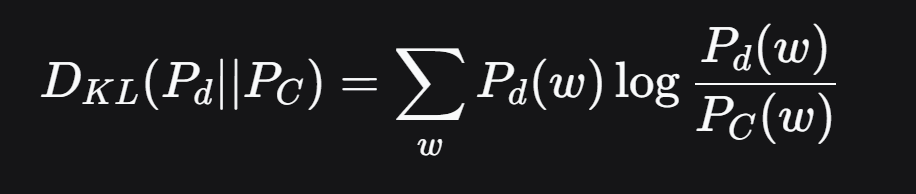 D_{KL}(P_d||P_C) = \sum_{w} P_d(w) \log \frac{P_d(w)}{P_C(w)}